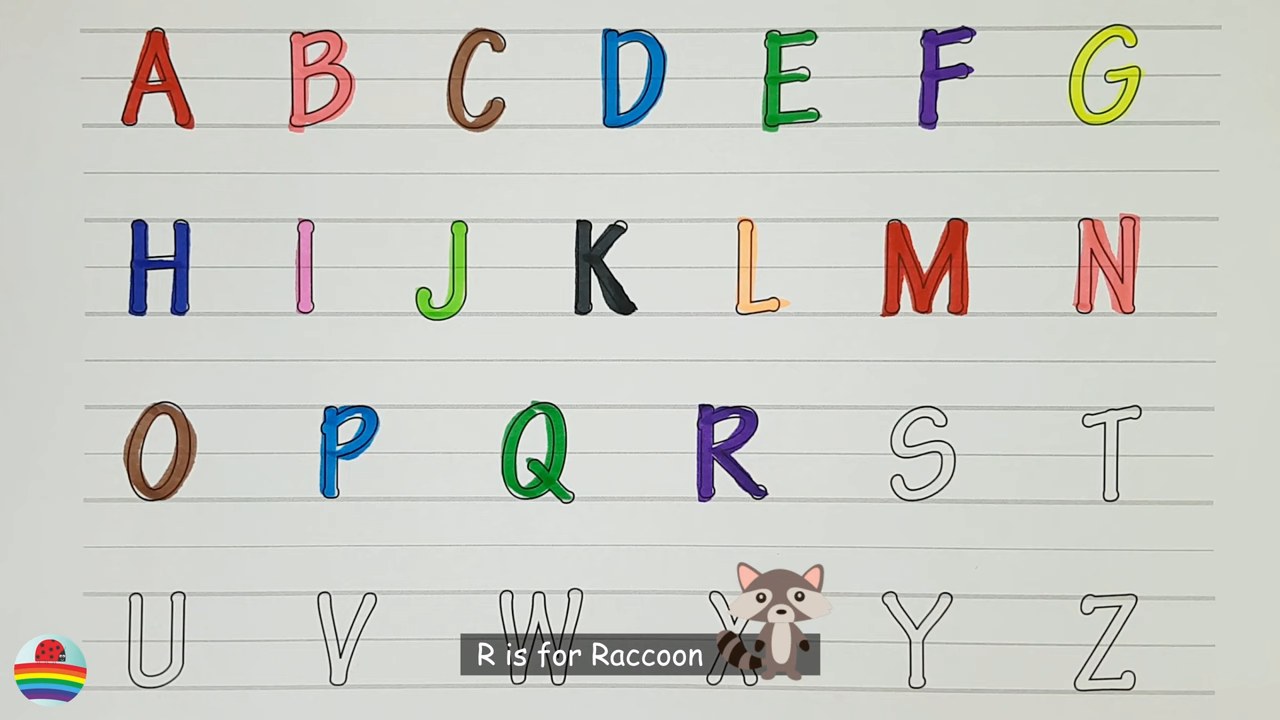 A B C D E F G
H I J K L M N
O P Q R S T
U V W X Y Z
R is for Raccoon